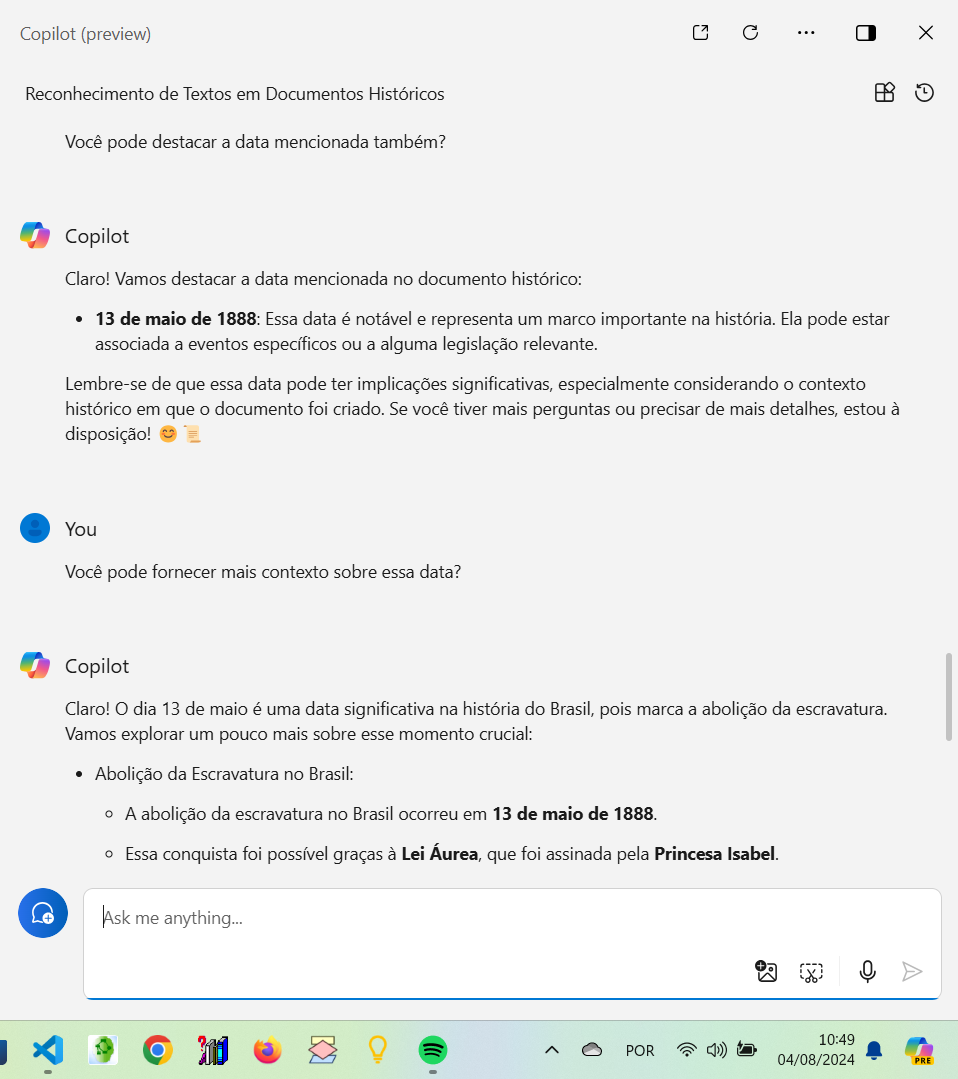 Copilot (preview)
Reconhecimento de Textos em Documentos Históricos
Você pode destacar a data mencionada também?
Copilot
Claro! Vamos destacar a data mencionada no documento histórico:
• 13 de maio de 1888: Essa data é notável e representa um marco importante na história. Ela pode estar
associada a eventos específicos ou a alguma legislação relevante.
Lembre-se de que essa data pode ter implicações significativas, especialmente considerando o contexto
histórico em que o documento foi criado. Se você tiver mais perguntas ou precisar de mais detalhes, estou à
disposição! 😊 📜
You
Você pode fornecer mais contexto sobre essa data?
Copilot
Claro! O dia 13 de maio é uma data significativa na história do Brasil, pois marca a abolição da escravatura.
Vamos explorar um pouco mais sobre esse momento crucial:
• Abolição da Escravatura no Brasil:
◦ A abolição da escravatura no Brasil ocorreu em 13 de maio de 1888.
◦ Essa conquista foi possível graças à Lei Áurea, que foi assinada pela Princesa Isabel.
Ask me anything...
POR
10:49
04/08/2024
PRE